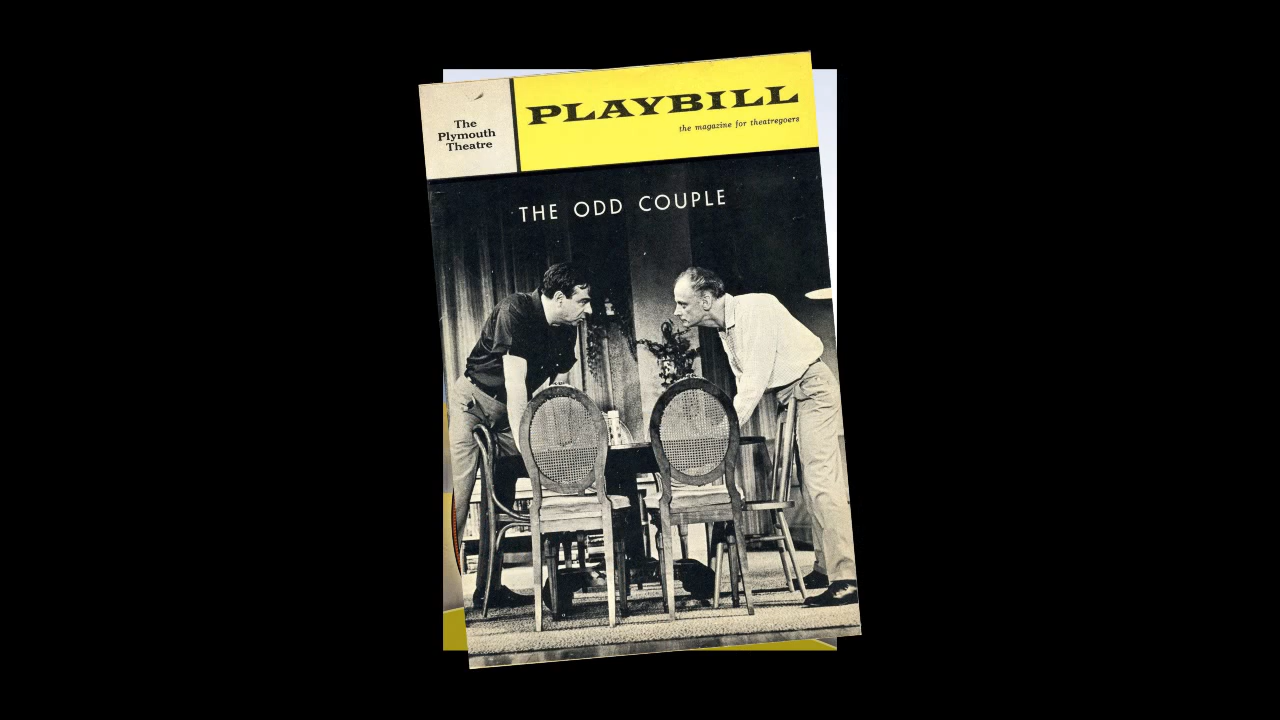 The
Plymouth
Theatre
PLAYBILL
the magazine for theatregoers
THE ODD COUPLE